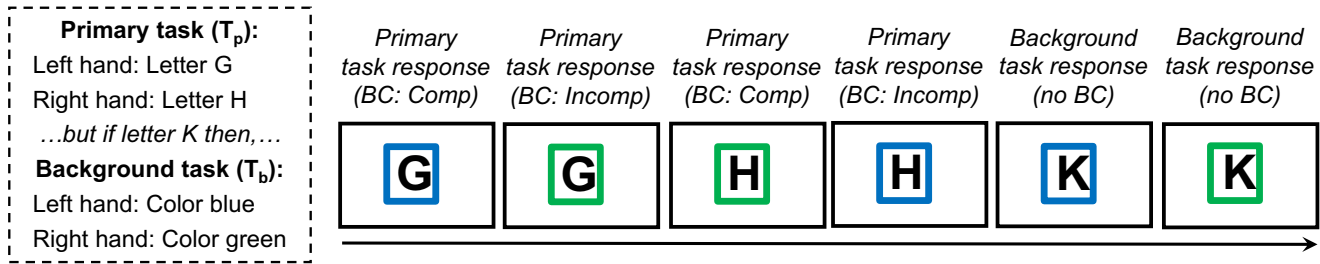 Primary task (Tp):
Left hand: Letter G
Right hand: Letter H
…but if letter K then,…
Background task (Tb):
Left hand: Color blue
Right hand: Color green
Primary
task response
(BC: Comp)
Primary
task response
(BC: Incomp)
Primary
task response
(BC: Comp)
Primary
task response
(BC: Incomp)
Background
task response
(no BC)
Background
task response
(no BC)
G
G
H
H
K
K